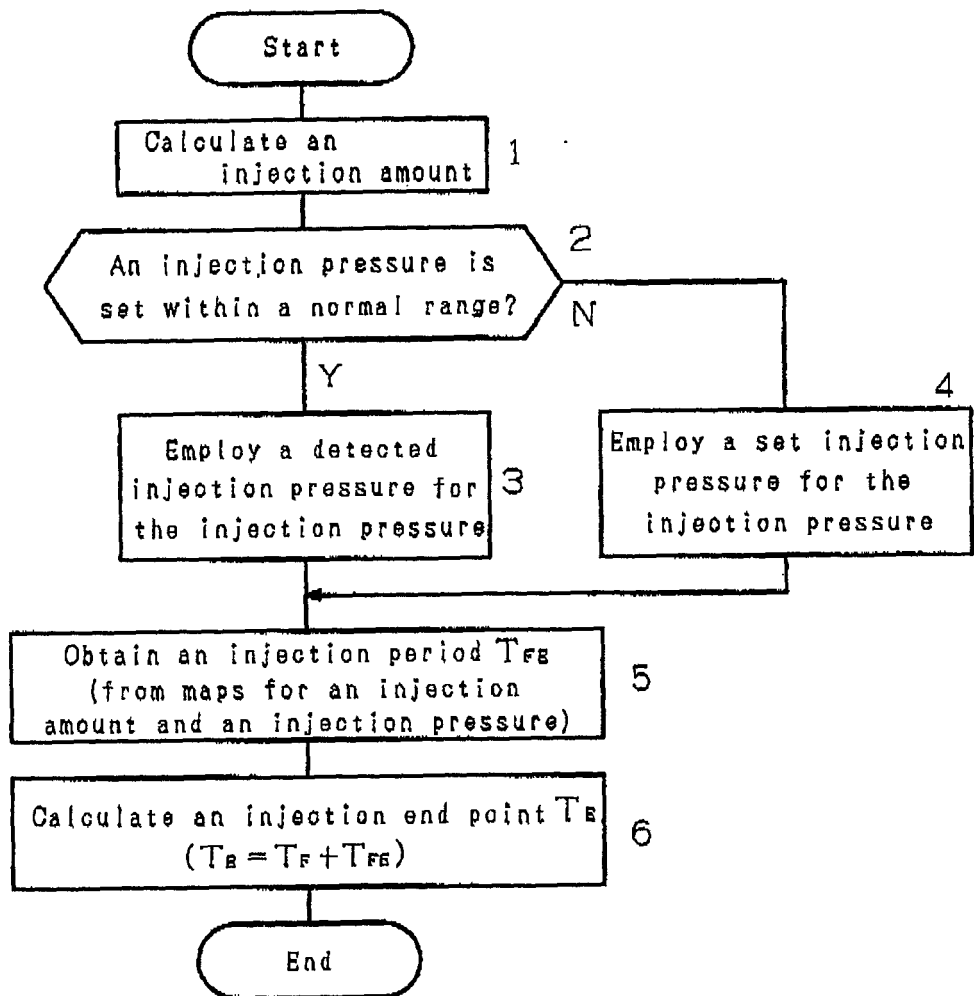 Start
Calculate an
injection amount
1
An injection pressure is
set within a normal range?
2
N
Y
Employ a detected
injection pressure for
the injection pressure
3
4
Employ a set injection
pressure for the
injection pressure
Obtain an injection period TFE
(from maps for an injection
amount and an injection pressure)
5
Calculate an injection end point TE
(TE = TF + TFE)
6
End